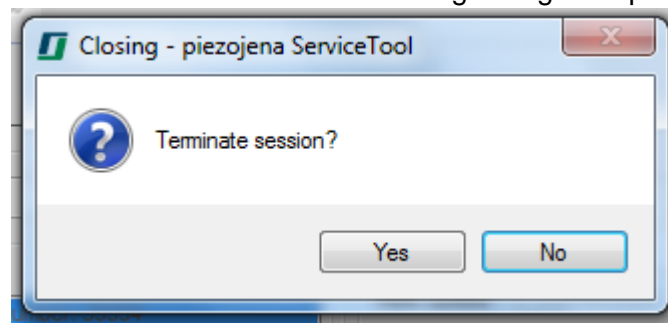 Closing - piezojena ServiceTool
Terminate session?
Yes
No